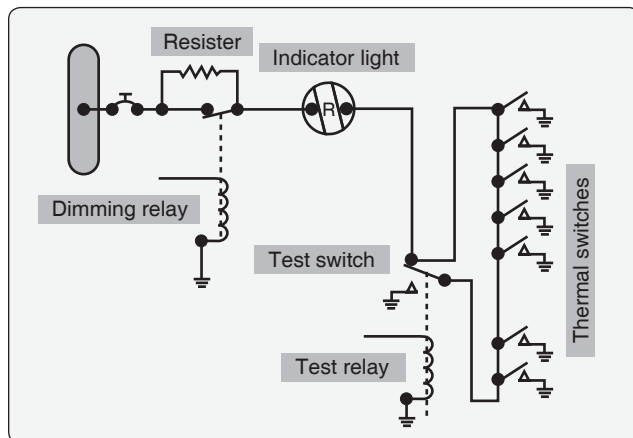 Resister
Indicator light
R
Dimming relay
Test switch
Test relay
Thermal switches